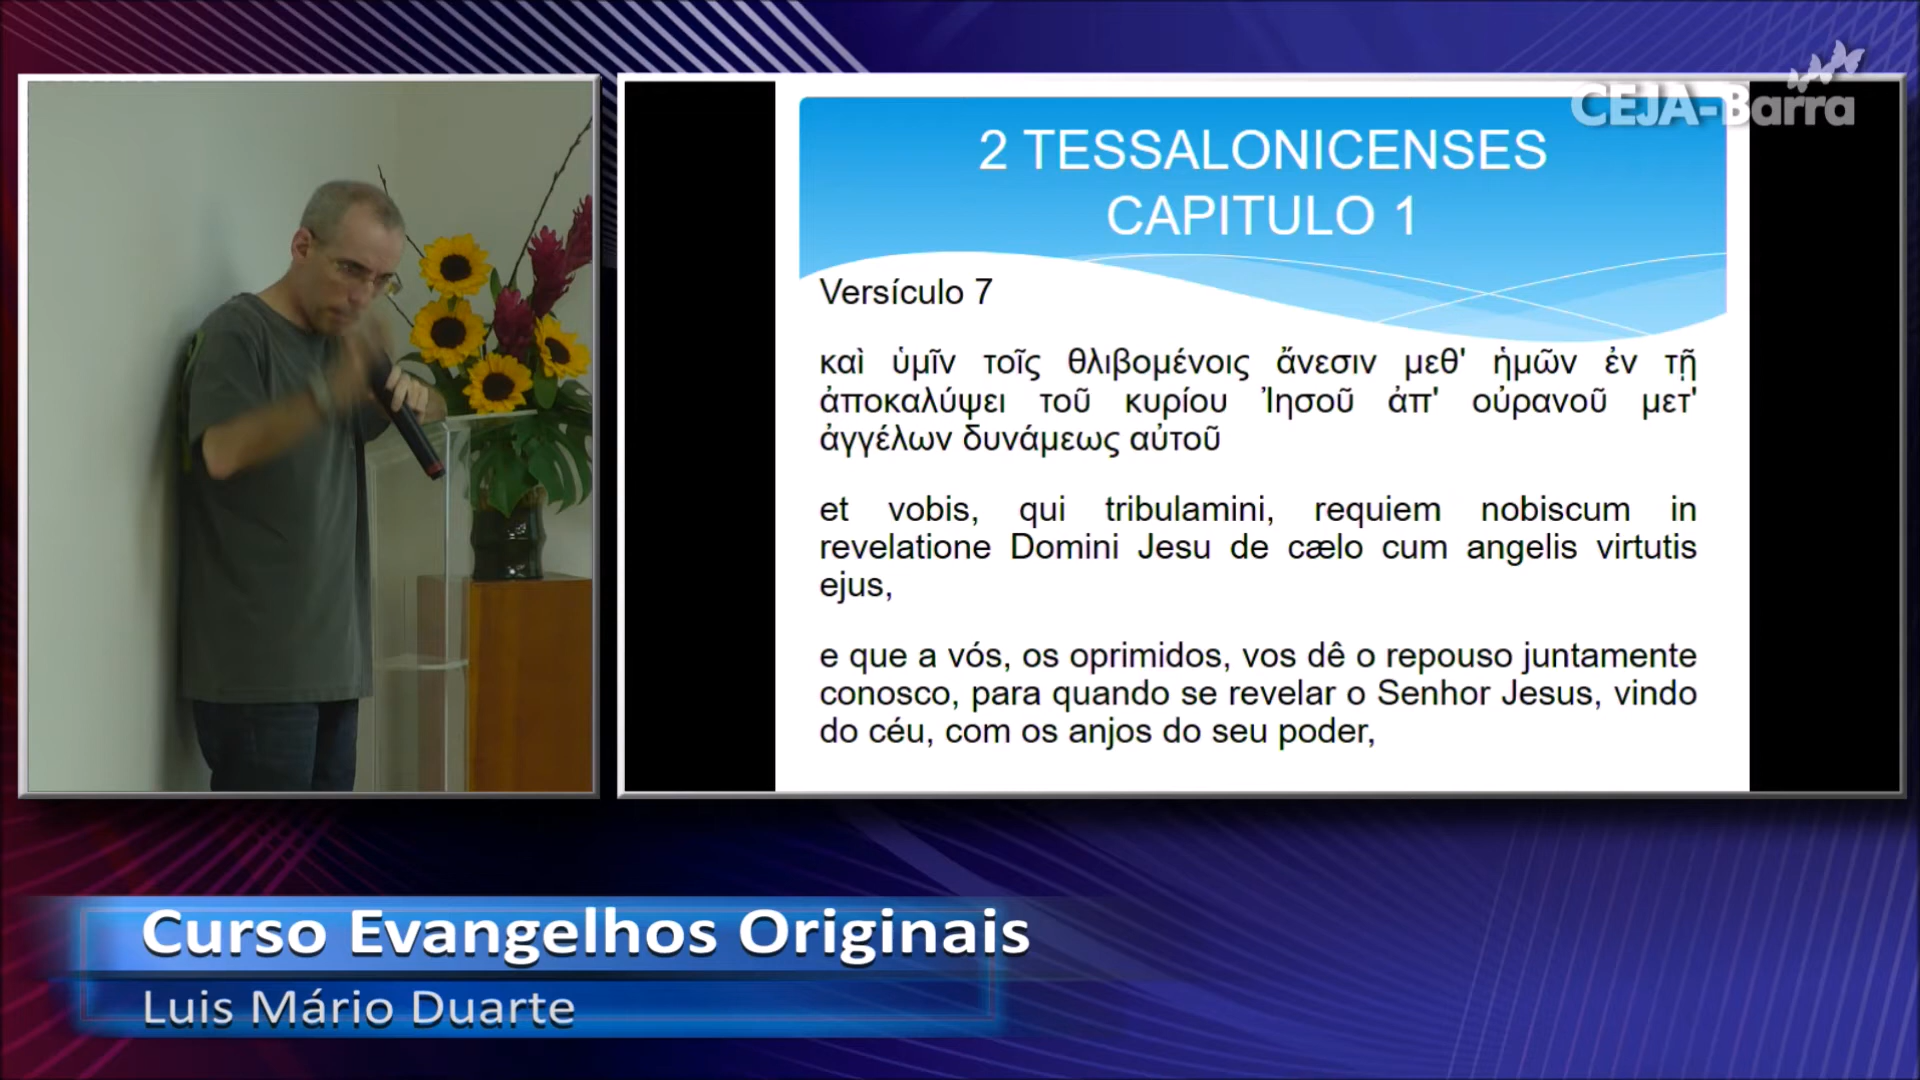 CEJA-Barra
2 TESSALONICENSES
CAPITULO 1
Versículo 7
καὶ ὑμῖν τοῖς θλιβομένοις ἄνεσιν μεθ' ἡμῶν ἐν τῇ
ἀποκαλύψει τοῦ κυρίου Ἰησοῦ ἀπ' οὐρανοῦ μετ'
ἀγγέλων δυνάμεως αὐτοῦ
et vobis, qui tribulamini, requiem nobiscum in
revelatione Domini Jesu de cælo cum angelis virtutis
ejus,
e que a vós, os oprimidos, vos dê o repouso juntamente
conosco, para quando se revelar o Senhor Jesus, vindo
do céu, com os anjos do seu poder,
Curso Evangelhos Originais
Luis Mário Duarte